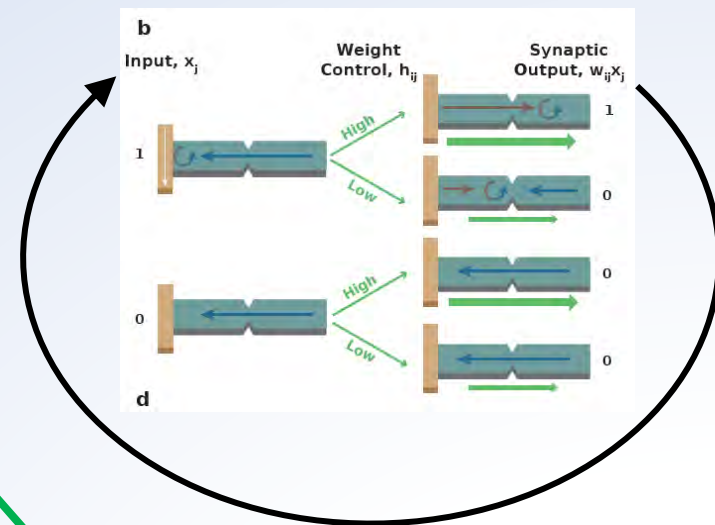 b
Input, xj
Weight
Control, hij
Synaptic
Output, wijxj
1
High
Low
1
0
0
High
Low
0
0
d